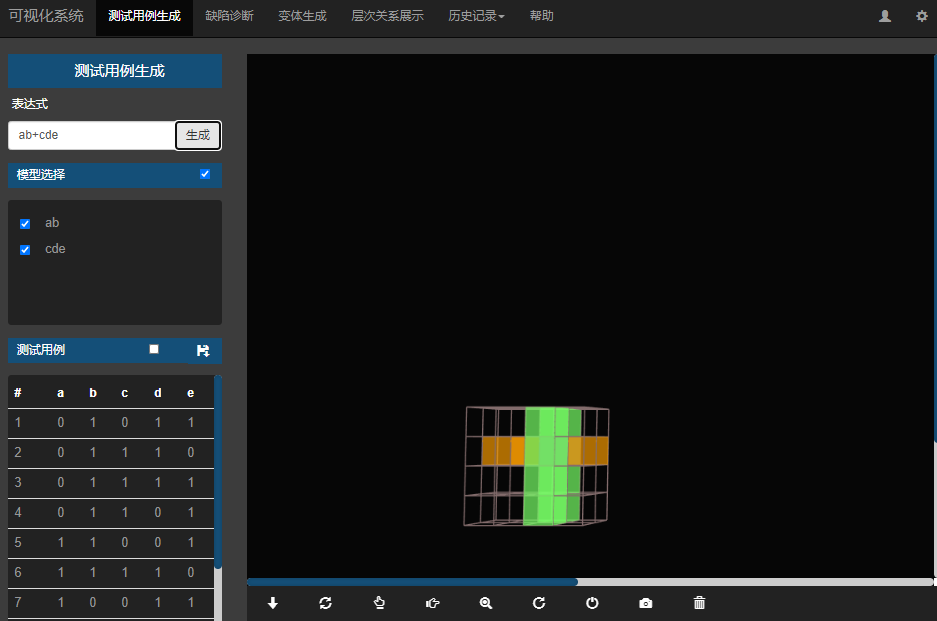 可视化系统 测试用例生成 缺陷诊断 变体生成 层次关系展示 历史记录 帮助
测试用例生成
表达式
ab+cde 生成
模型选择
ab
cde
测试用例
# a b c d e
1 0 1 0 1 1
2 0 1 1 1 0
3 0 1 1 1 1
4 0 1 1 0 1
5 1 1 0 0 1
6 1 1 1 1 0
7 1 0 0 1 1